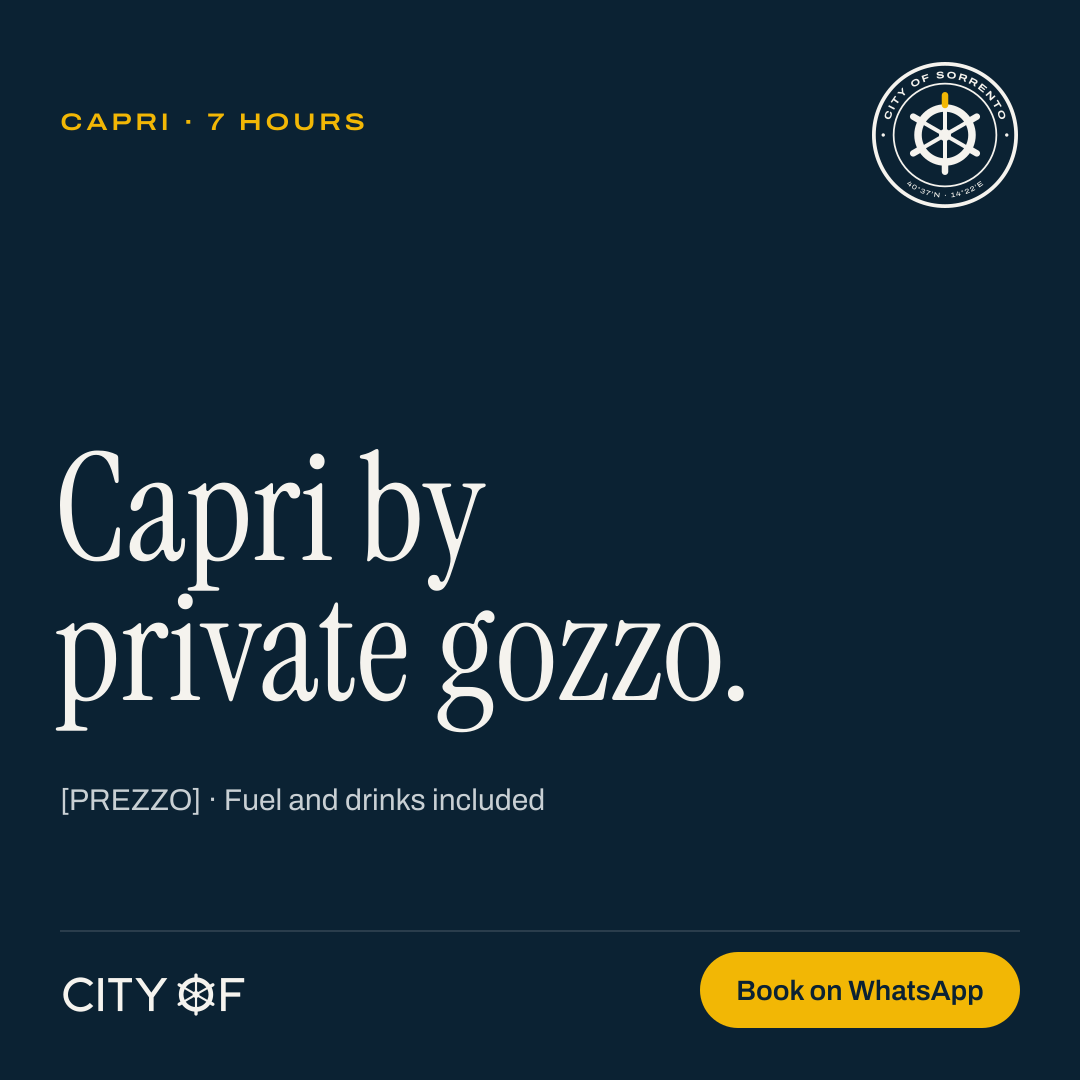 CAPRI · 7 HOURS
CITY OF SORRENTO
40°37'N · 14°22'E
Capri by
private gozzo.
[PREZZO] · Fuel and drinks included
CITY OF
Book on WhatsApp